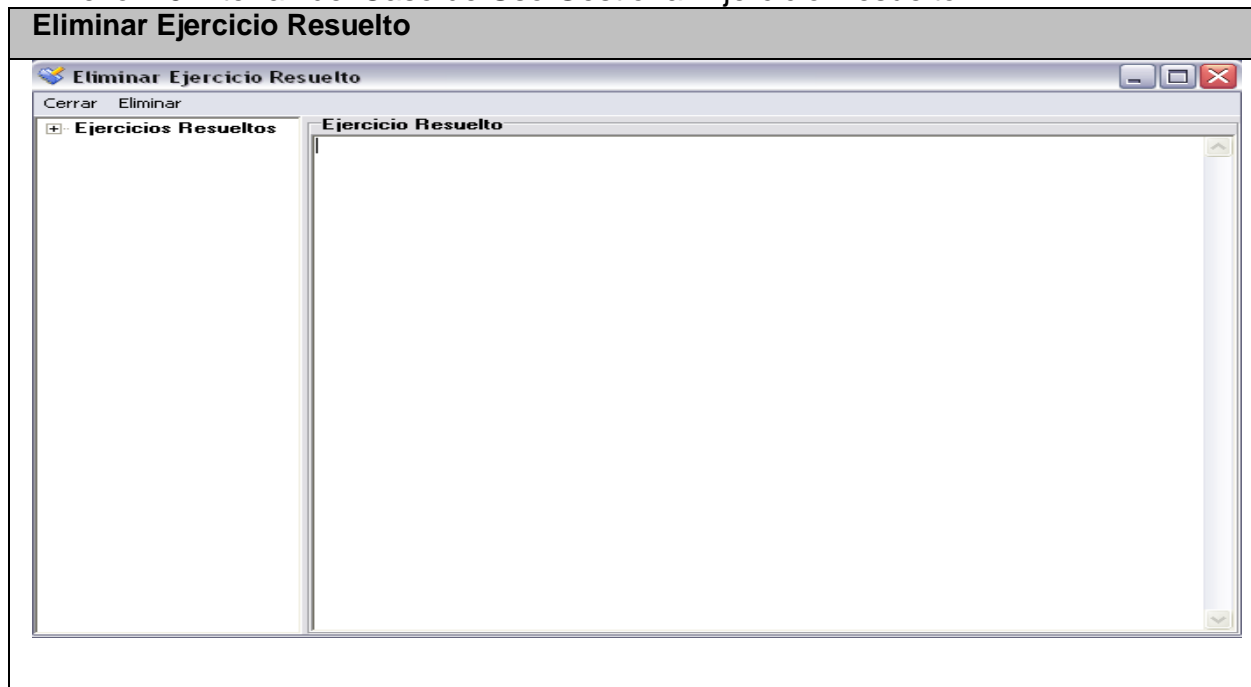 Eliminar Ejercicio Resuelto
Eliminar Ejercicio Resuelto
Cerrar Eliminar
Ejercicios Resueltos
Ejercicio Resuelto